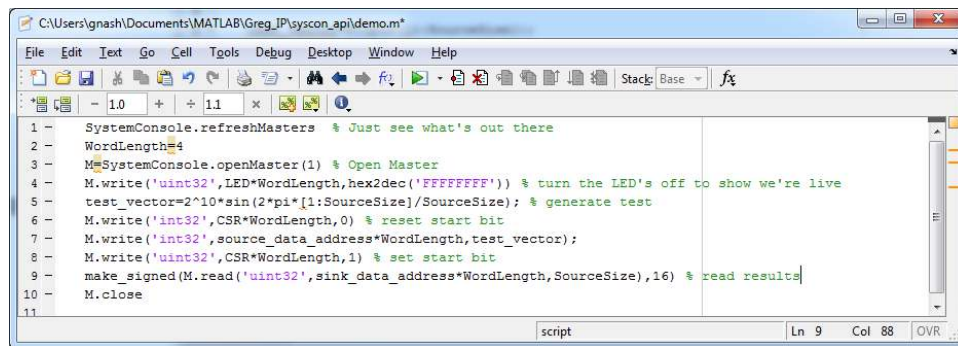 C:\Users\gnash\Documents\MATLAB\Greg_IP\syscon_api\demo.m*
File Edit Text Go Cell Tools Debug Desktop Window Help
Stack: Base fx
- 1.0 + ÷ 1.1 ×
1 - SystemConsole.refreshMasters % Just see what's out there
2 - WordLength=4
3 - M=SystemConsole.openMaster(1) % Open Master
4 - M.write('uint32',LED*WordLength,hex2dec('FFFFFFFF')) % turn the LED's off to show we're live
5 - test_vector=2^10*sin(2*pi*[1:SourceSize]/SourceSize); % generate test
6 - M.write('int32',CSR*WordLength,0) % reset start bit
7 - M.write('int32',source_data_address*WordLength,test_vector);
8 - M.write('uint32',CSR*WordLength,1) % set start bit
9 - make_signed(M.read('uint32',sink_data_address*WordLength,SourceSize),16) % read results
10 - M.close
11
script Ln 9 Col 88 OVR